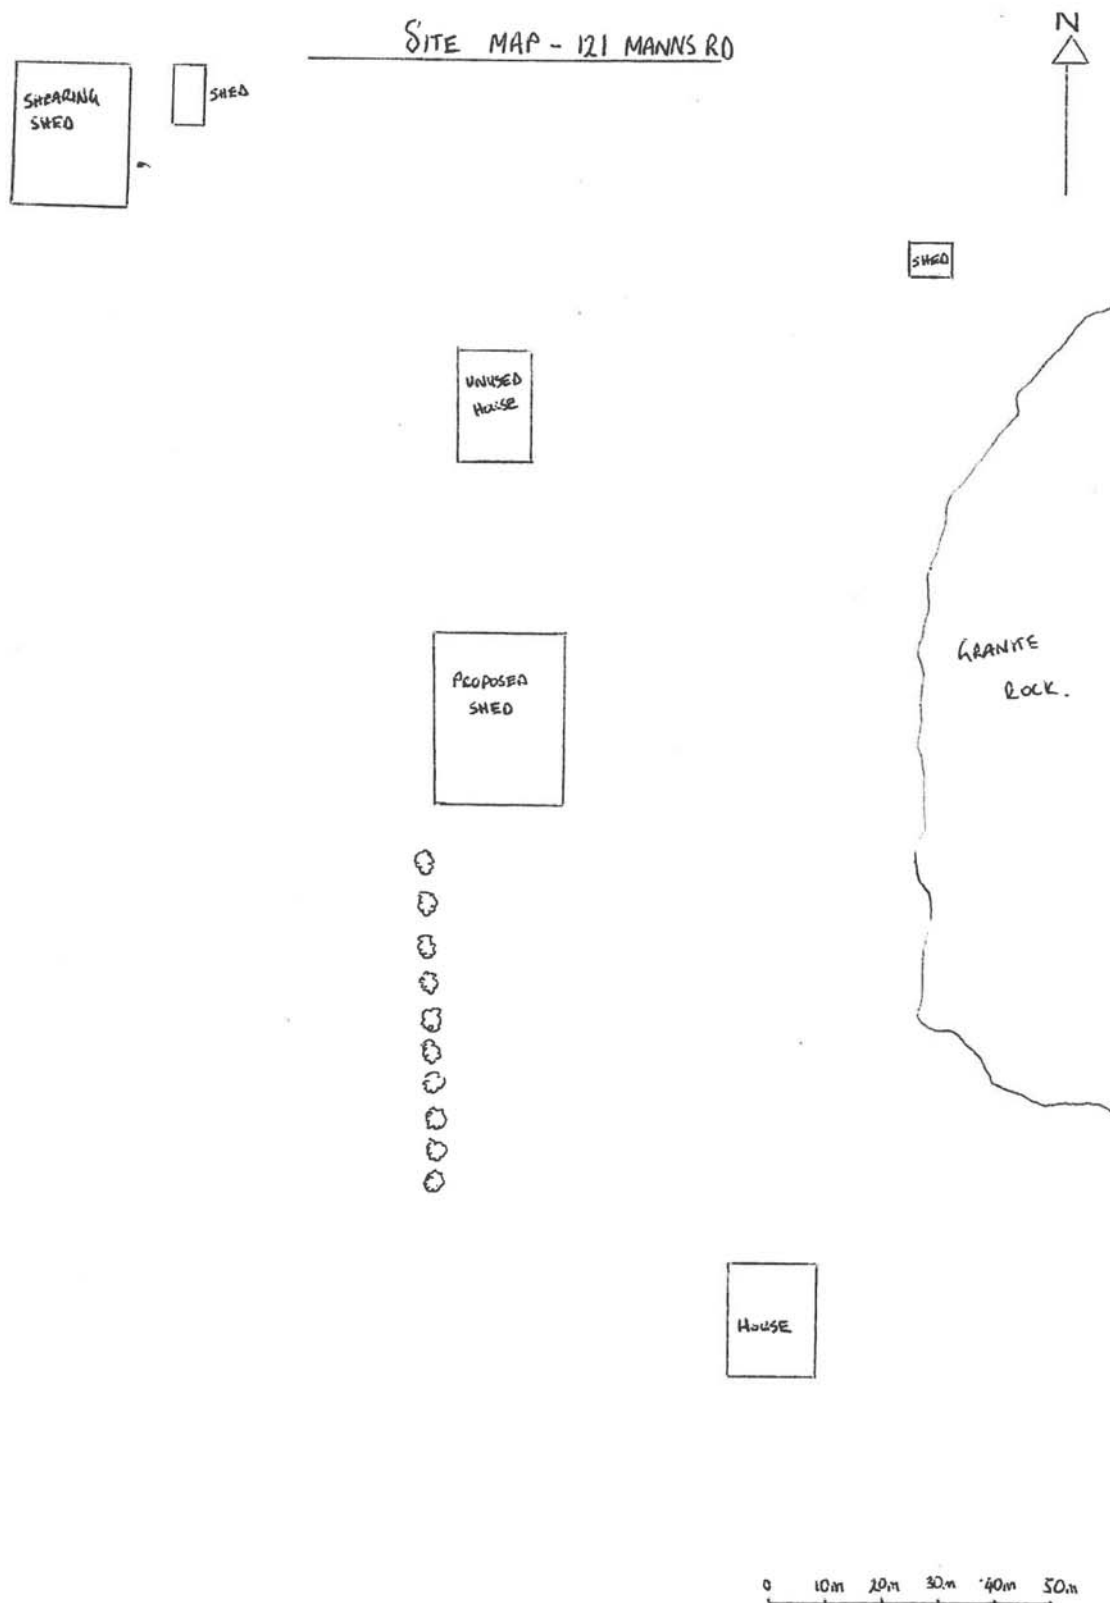 SITE MAP - 121 MANNS RD
N
SHEARING
SHED
SHED
SHED
UNUSED
HOUSE
PROPOSED
SHED
GRANITE
ROCK.
HOUSE
0 10m 20m 30m 40m 50m